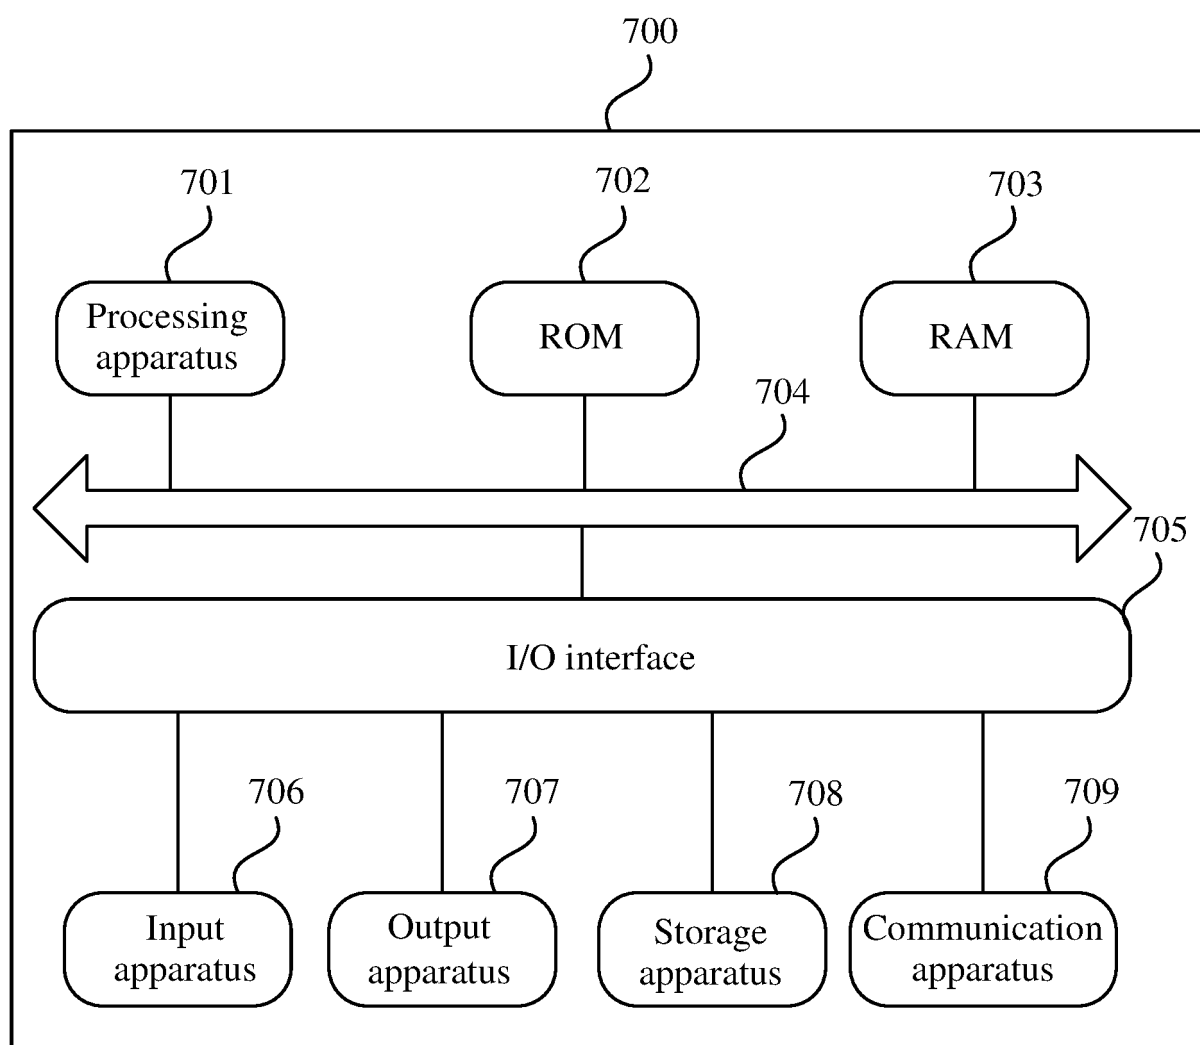 700
701
702
703
Processing
apparatus
ROM
RAM
704
705
I/O interface
706
707
708
709
Input
apparatus
Output
apparatus
Storage
apparatus
Communication
apparatus